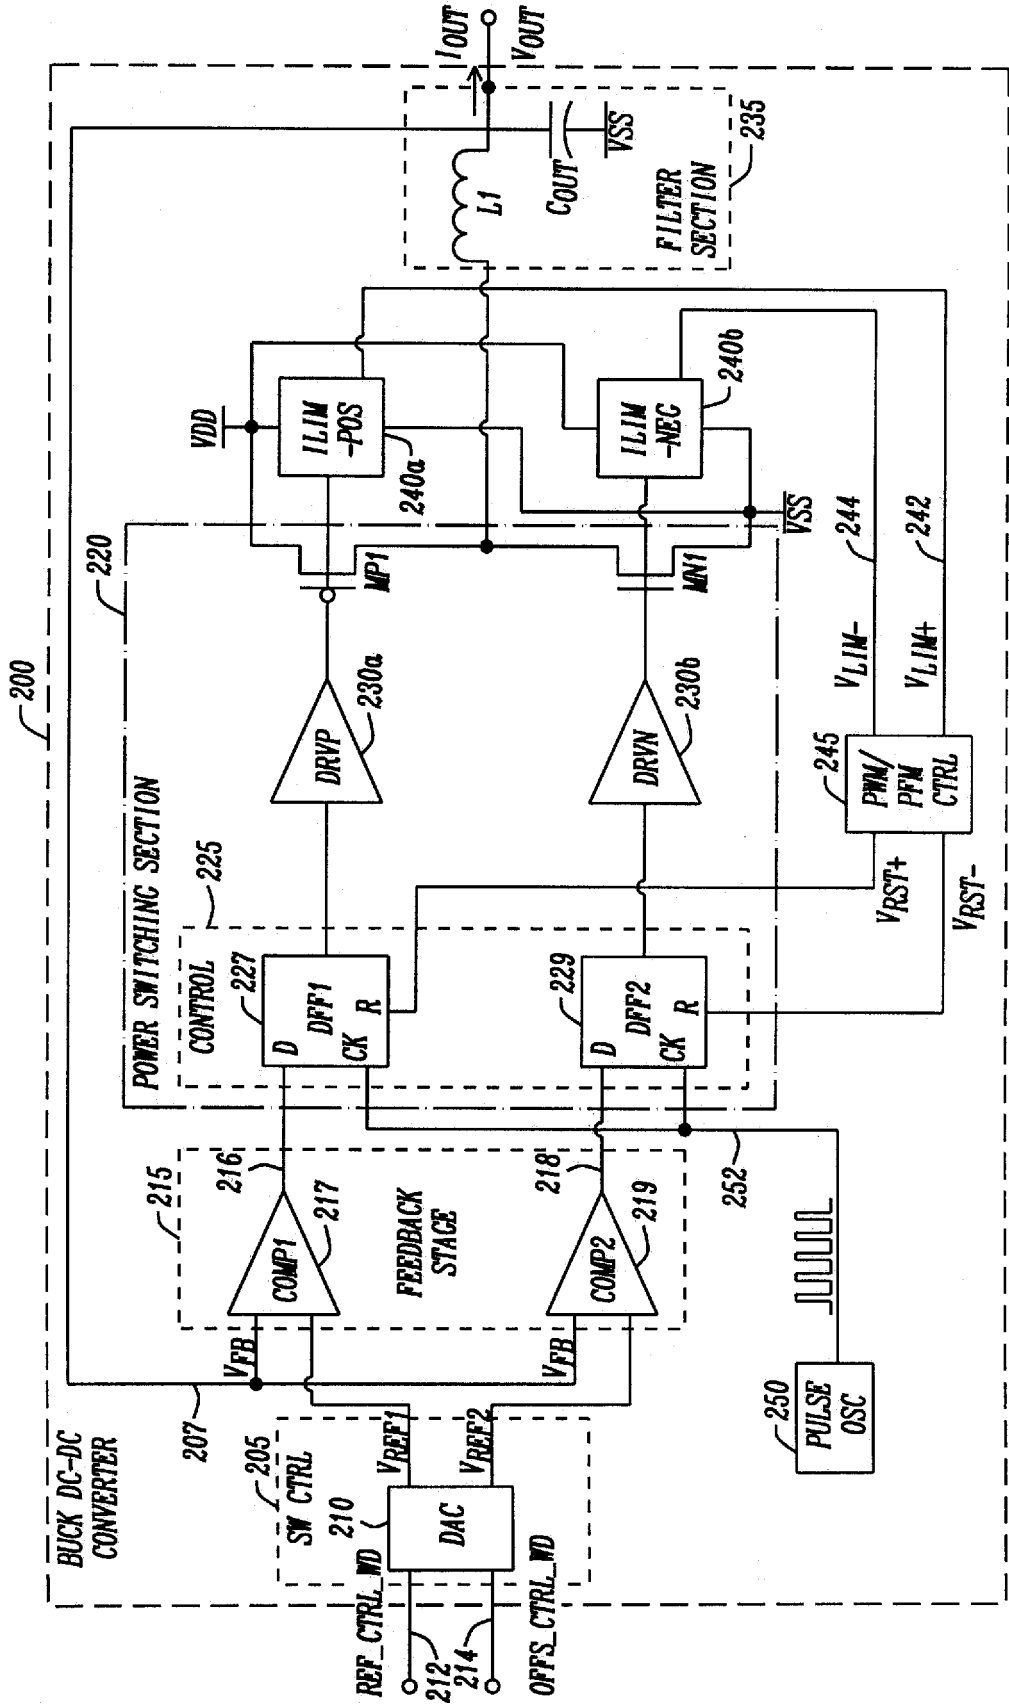 200
BUCK DC-DC
CONVERTER
207
REF_CTRL_WD
212
214
OFFS_CTRL_WD
205
SW CTRL
210
DAC
VREF1
VREF2
VFB
VFB
215
COMP1
217
216
FEEDBACK
STAGE
COMP2
219
218
252
250
PULSE
OSC
220
POWER SWITCHING SECTION
225
CONTROL
227
D
DFF1
CK
R
229
D
DFF2
CK
R
DRVP
230a
DRVN
230b
MP1
MN1
VDD
ILIM
-POS
240a
ILIM
-NEG
240b
VSS
245
PWM/
PFM
CTRL
VRST+
VRST-
VLIM-
244
VLIM+
242
L1
COUT
VSS
FILTER
SECTION
235
IOUT
VOUT